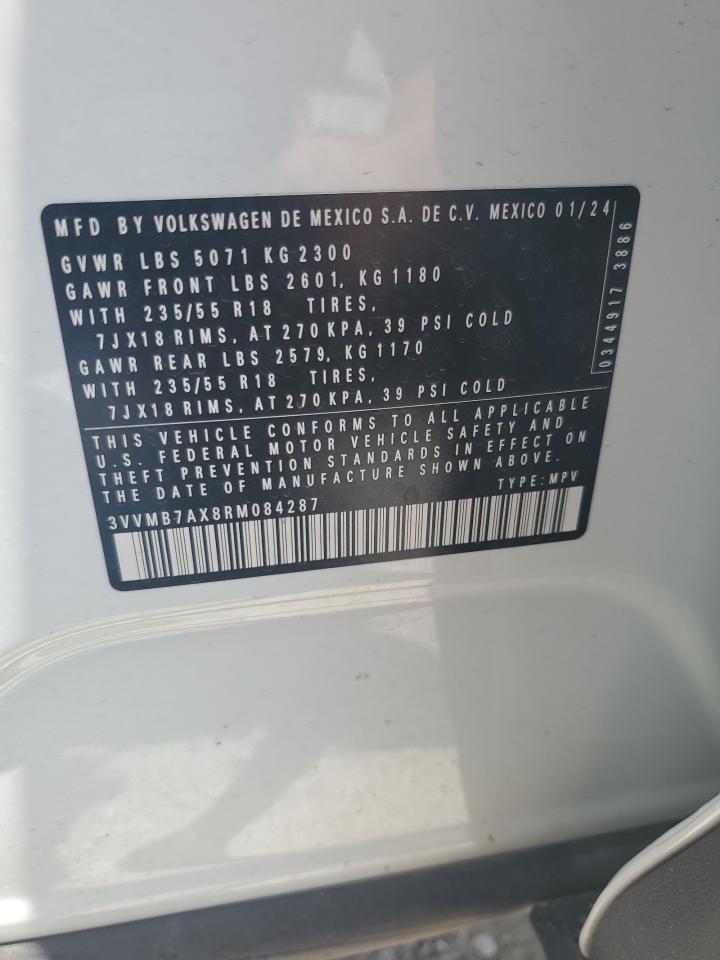 MFD BY VOLKSWAGEN DE MEXICO S.A. DE C.V. MEXICO 01/24
GVWR LBS 5071 KG 2300
GAWR FRONT LBS 2601, KG 1180
WITH 235/55 R18 TIRES,
7JX18 RIMS, AT 270 KPA, 39 PSI COLD
GAWR REAR LBS 2579, KG 1170
WITH 235/55 R18 TIRES,
7JX18 RIMS, AT 270 KPA, 39 PSI COLD
THIS VEHICLE CONFORMS TO ALL APPLICABLE
U.S. FEDERAL MOTOR VEHICLE SAFETY AND
THEFT PREVENTION STANDARDS IN EFFECT ON
THE DATE OF MANUFACTURE SHOWN ABOVE.
3VVMB7AX8RM084287 TYPE: MPV
0344917 3886